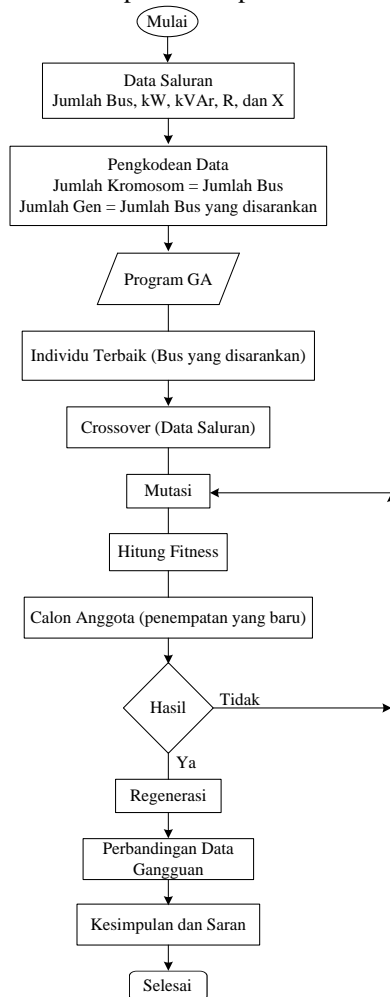 Mulai
Data Saluran
Jumlah Bus, kW, kVAr, R, dan X
Pengkodean Data
Jumlah Kromosom = Jumlah Bus
Jumlah Gen = Jumlah Bus yang disarankan
Program GA
Individu Terbaik (Bus yang disarankan)
Crossover (Data Saluran)
Mutasi
Hitung Fitness
Calon Anggota (penempatan yang baru)
Hasil
Tidak
Ya
Regenerasi
Perbandingan Data
Gangguan
Kesimpulan dan Saran
Selesai